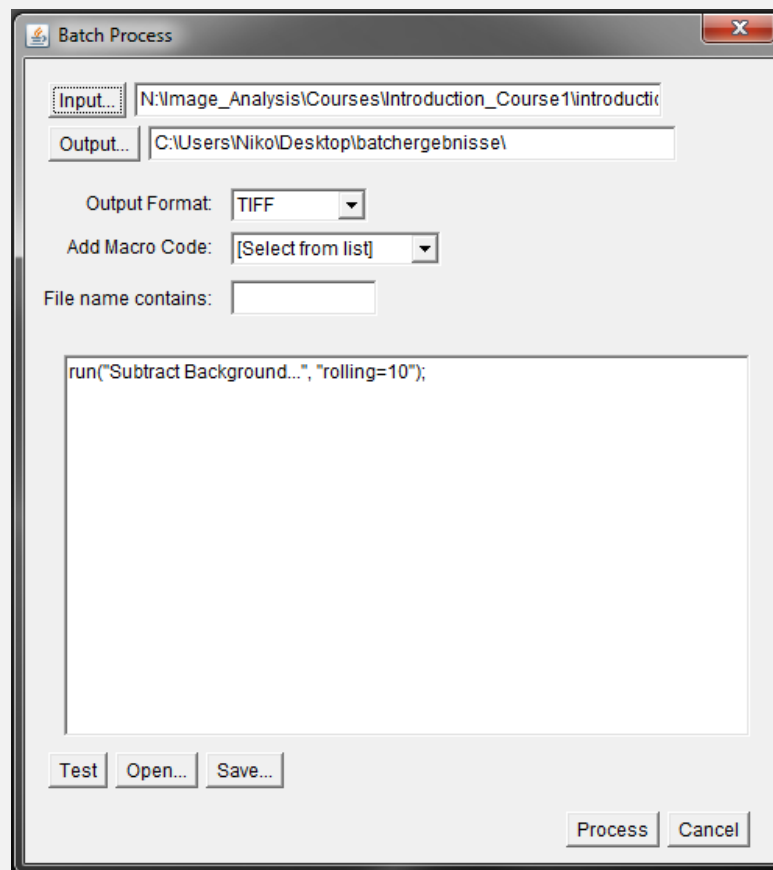 Batch Process
Input... N:\Image_Analysis\Courses\Introduction_Course1\introductic
Output... C:\Users\Niko\Desktop\batchergebnisse\
Output Format: TIFF
Add Macro Code: [Select from list]
File name contains:
run("Subtract Background...", "rolling=10");
Test Open... Save...
Process Cancel